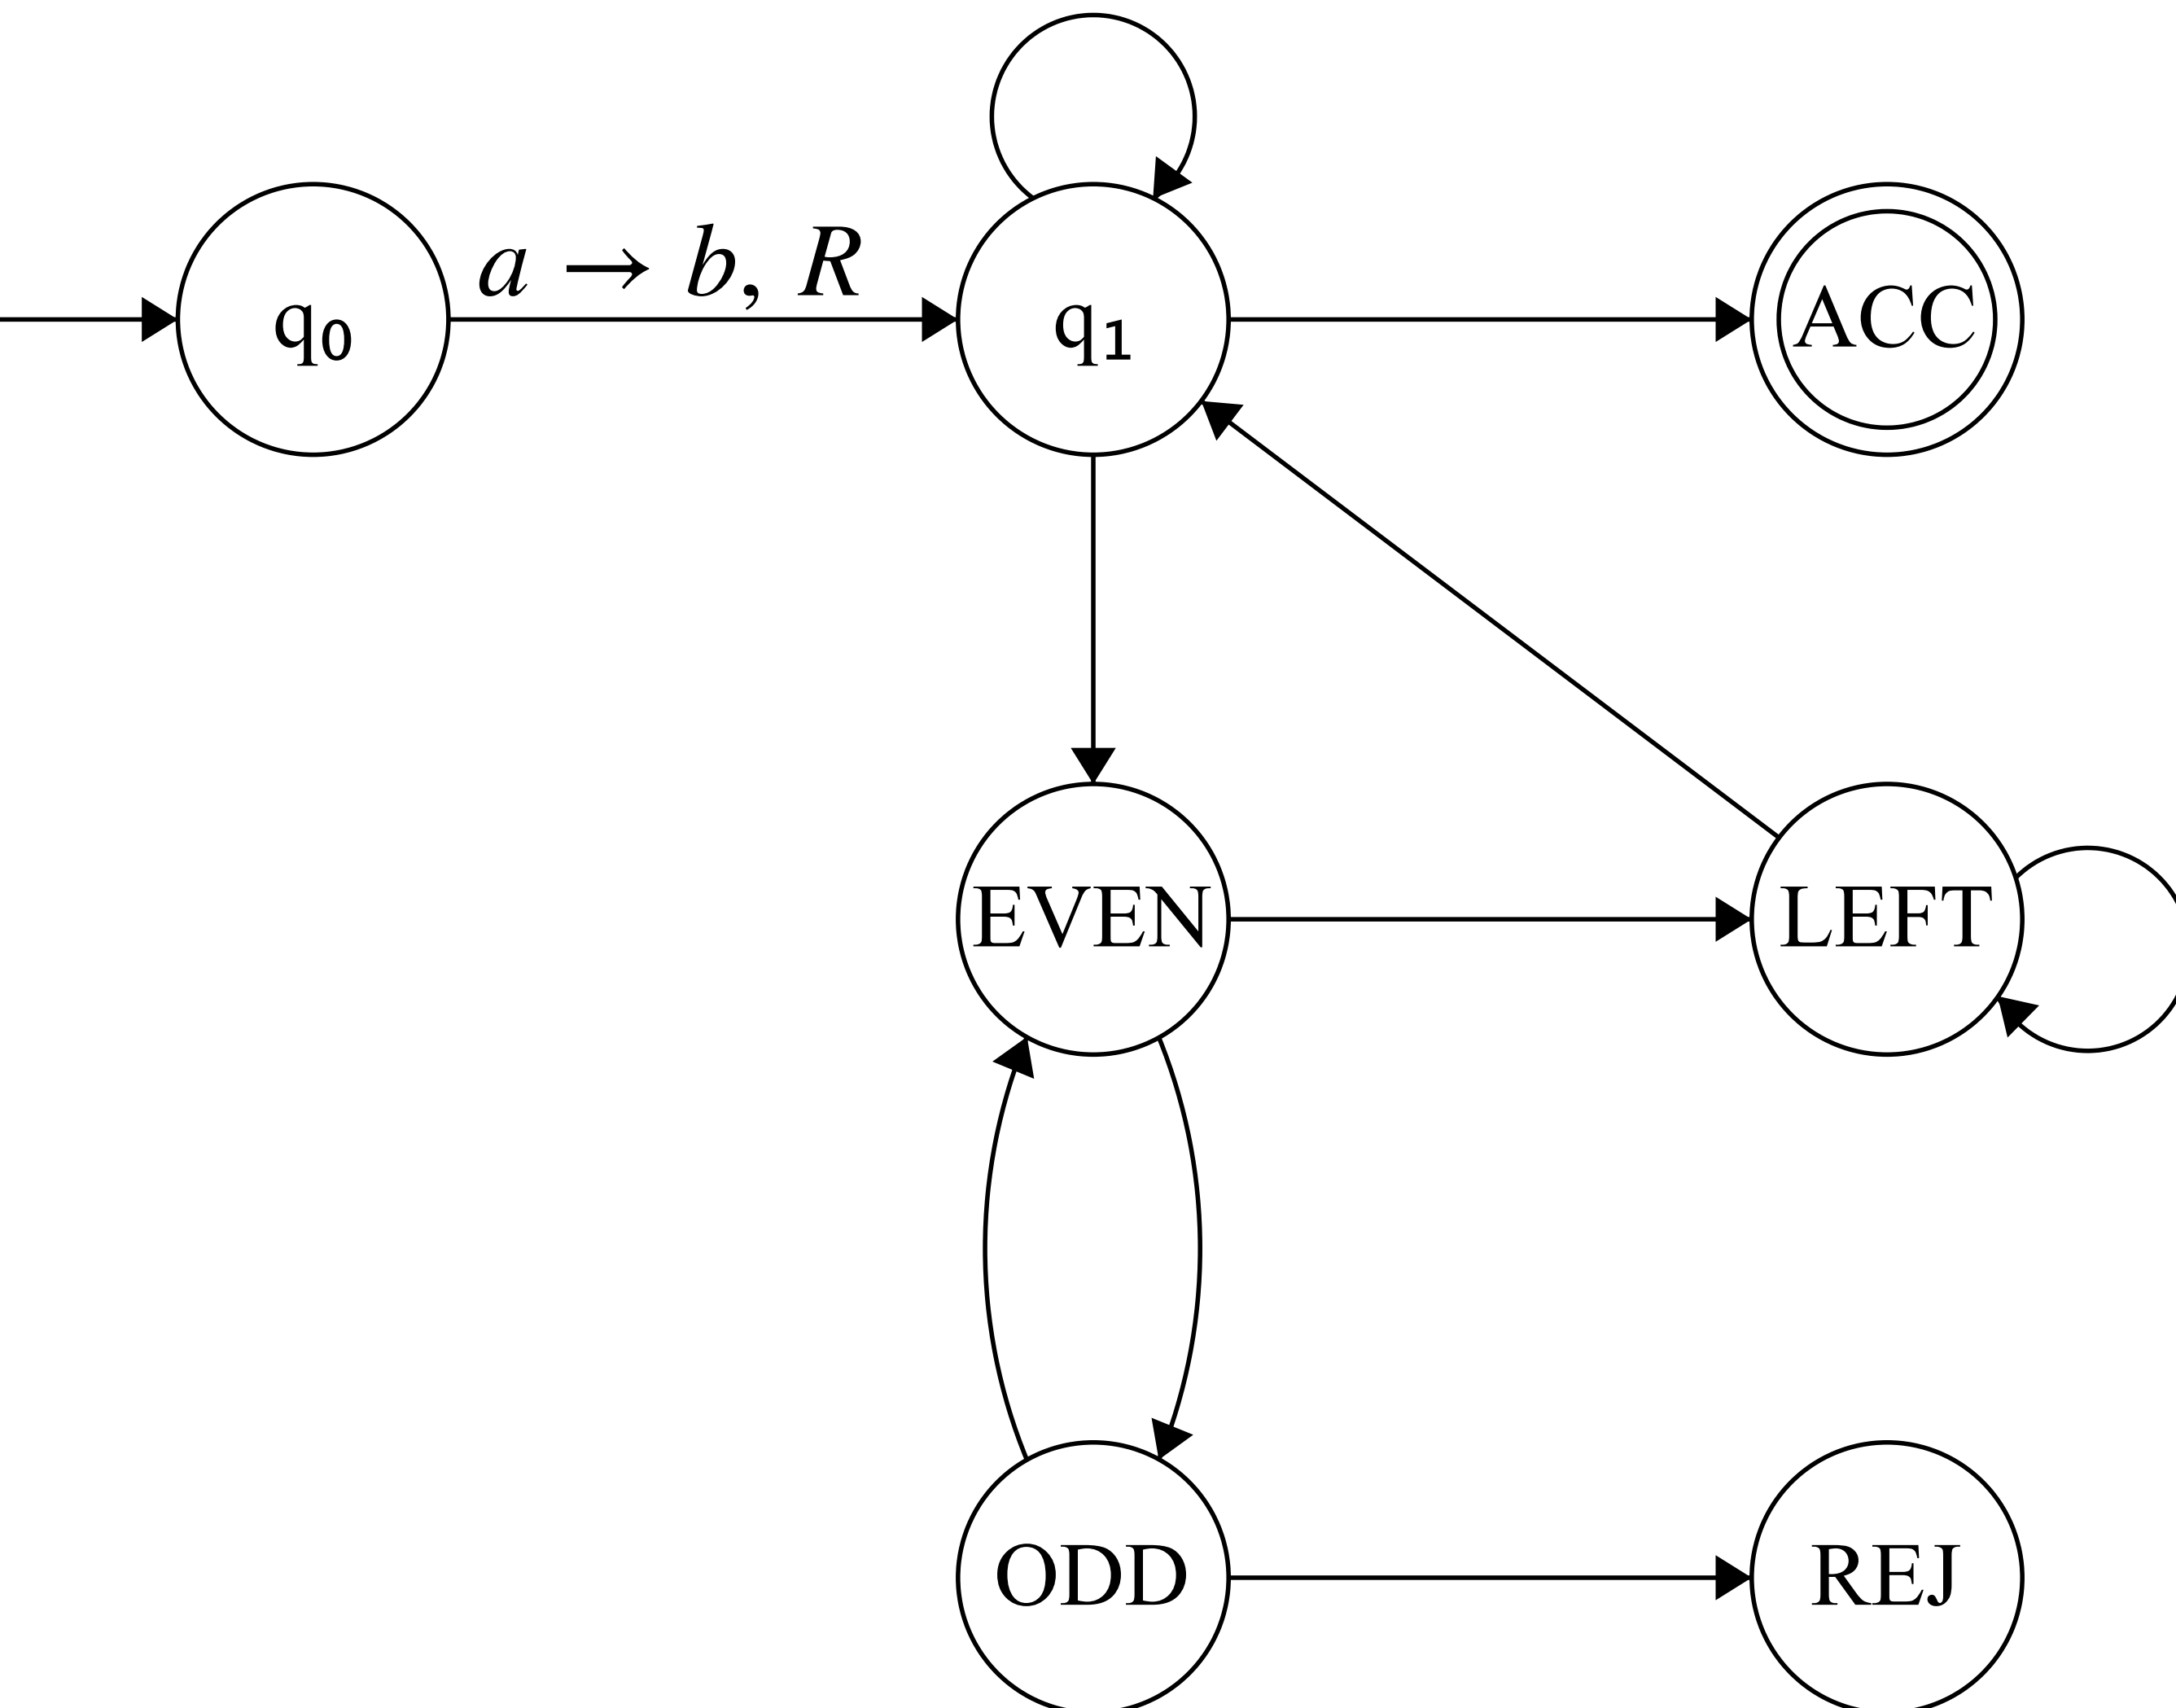 a → b, R
q₀
q₁
ACC
EVEN
LEFT
ODD
REJ